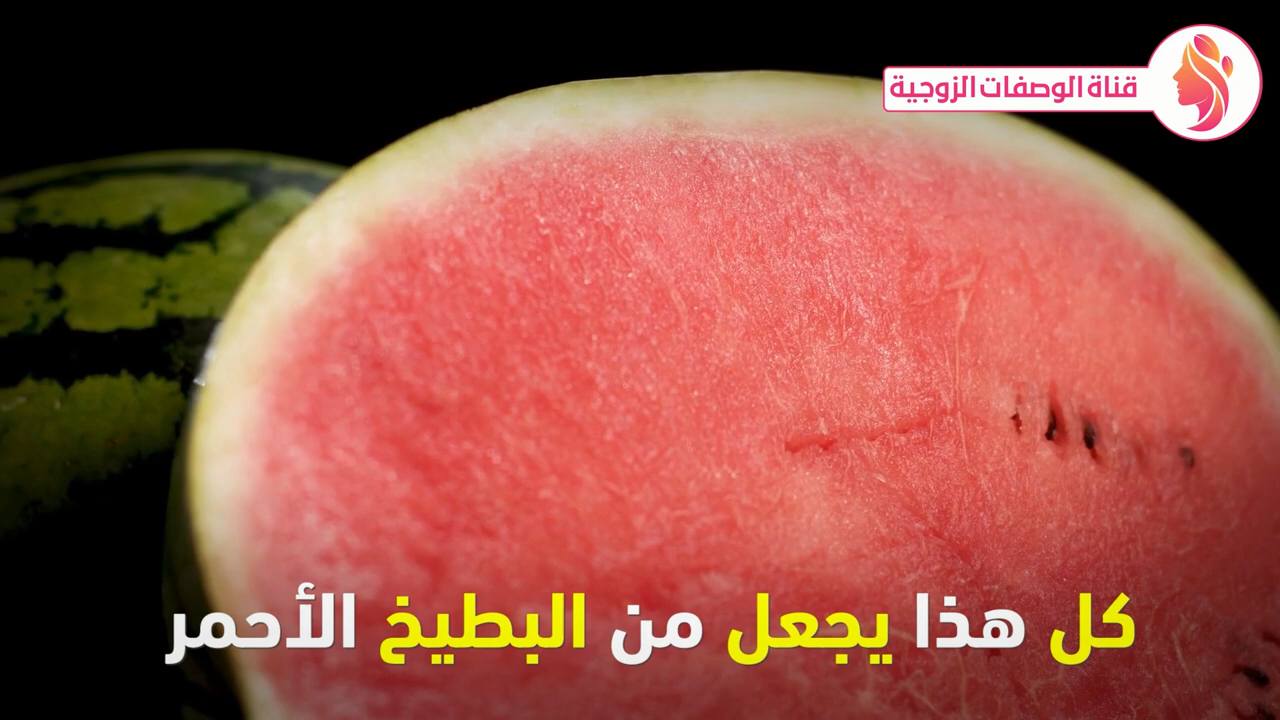 قناة الوصفات الزوجية
كل هذا يجعل من البطيخ الأحمر